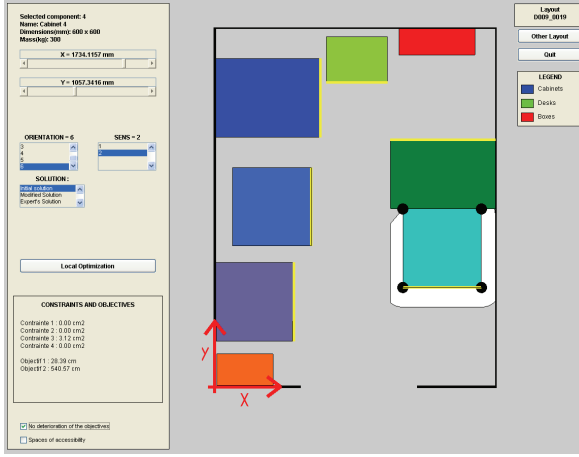 Selected component: 4
Name: Cabinet 4
Dimensions(mm): 600 x 600
Mass(kg): 300
X = 1734.1157 mm
Y = 1057.3416 mm
ORIENTATION = 6
SENS = 2
3
4
5
6
1
2
SOLUTION :
Initial solution
Modified Solution
Expert's Solution
Local Optimization
CONSTRAINTS AND OBJECTIVES
Contrainte 1 : 0.00 cm2
Contrainte 2 : 0.00 cm2
Contrainte 3 : 3.12 cm2
Contrainte 4 : 0.00 cm2
Objectif 1 : 28.39 cm
Objectif 2 : 540.57 cm
No deterioration of the objectives
Spaces of accessibility
y
X
Layout
D009_0019
Other Layout
Quit
LEGEND
Cabinets
Desks
Boxes